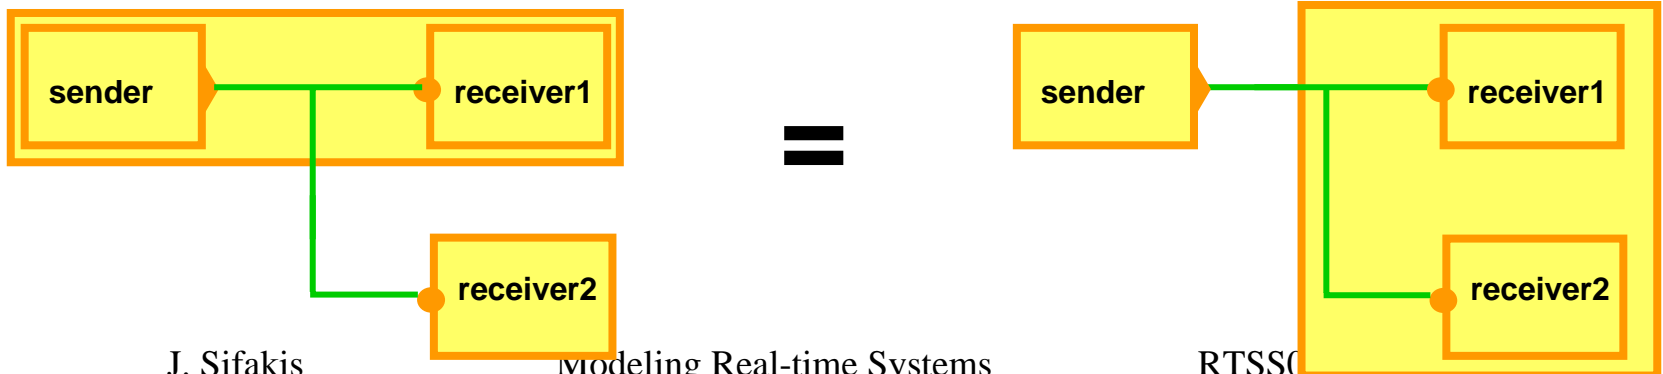 sender receiver1 = sender receiver1
receiver2 receiver2
J. Sifakis Modeling Real-time Systems